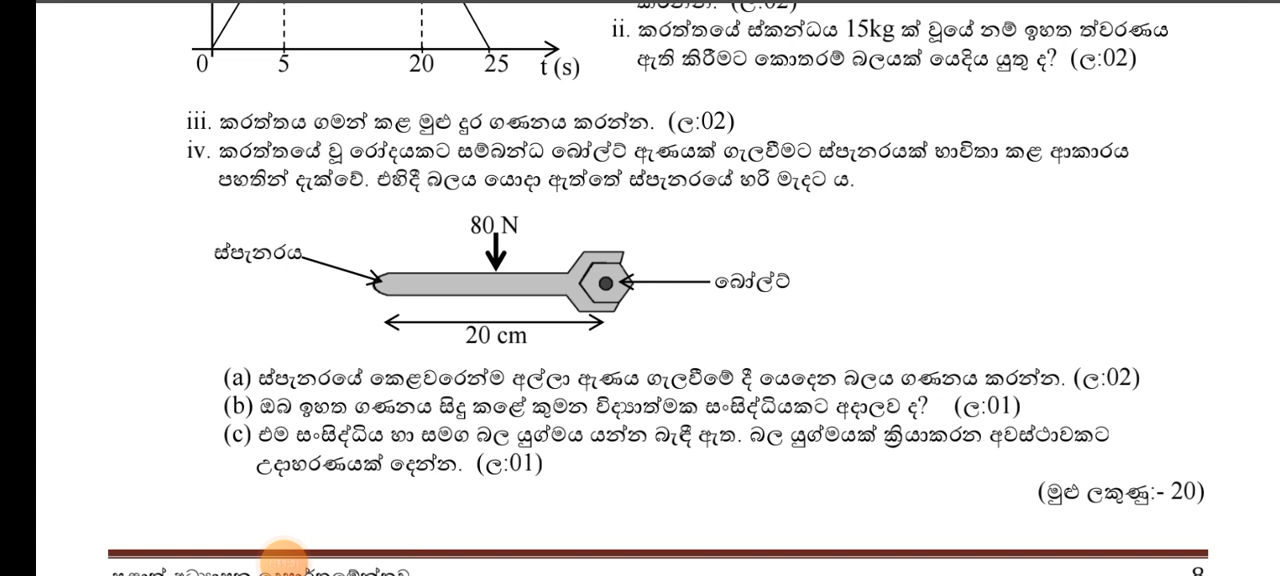 ii. කරත්තයේ ස්කන්ධය 15kg ක් වූයේ නම් ඉහත ත්වරණය
ඇති කිරීමට කොතරම් බලයක් යෙදිය යුතු ද? (ල:02)
0 5 20 25 t (s)
iii. කරත්තය ගමන් කළ මුළු දුර ගණනය කරන්න. (ල:02)
iv. කරත්තයේ වූ රෝදයකට සම්බන්ධ බෝල්ට් ඇණයක් ගැලවීමට ස්පැනරයක් භාවිතා කළ ආකාරය
පහතින් දැක්වේ. එහිදී බලය යොදා ඇත්තේ ස්පැනරයේ හරි මැදට ය.
80 N
ස්පැනරය
බෝල්ට්
20 cm
(a) ස්පැනරයේ කෙළවරෙන්ම අල්ලා ඇණය ගැලවීමේ දී යෙදෙන බලය ගණනය කරන්න. (ල:02)
(b) ඔබ ඉහත ගණනය සිදු කළේ කුමන විද්‍යාත්මක සංසිද්ධියකට අදාලව ද? (ල:01)
(c) එම සංසිද්ධිය හා සමග බල යුග්මය යන්න බැඳී ඇත. බල යුග්මයක් ක්‍රියාකරන අවස්ථාවකට
උදාහරණයක් දෙන්න. (ල:01)
(මුළු ලකුණු:- 20)